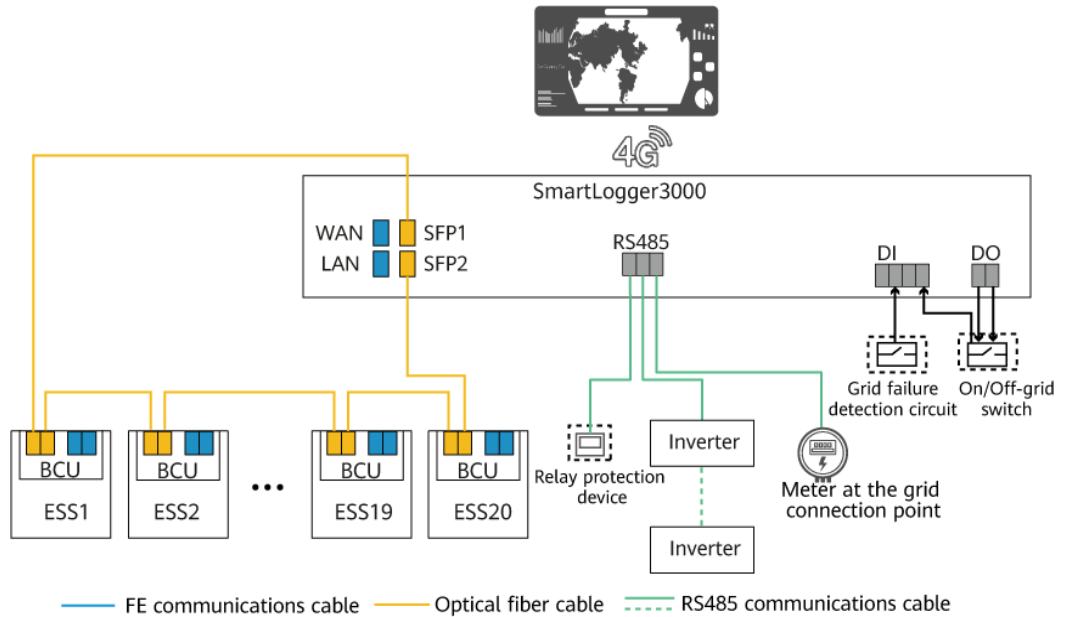 4G
SmartLogger3000
WAN
SFP1
LAN
SFP2
RS485
DI
DO
Grid failure
detection circuit
On/Off-grid
switch
BCU
ESS1
BCU
ESS2
...
BCU
ESS19
BCU
ESS20
Relay protection
device
Inverter
Inverter
Meter at the grid
connection point
FE communications cable
Optical fiber cable
RS485 communications cable